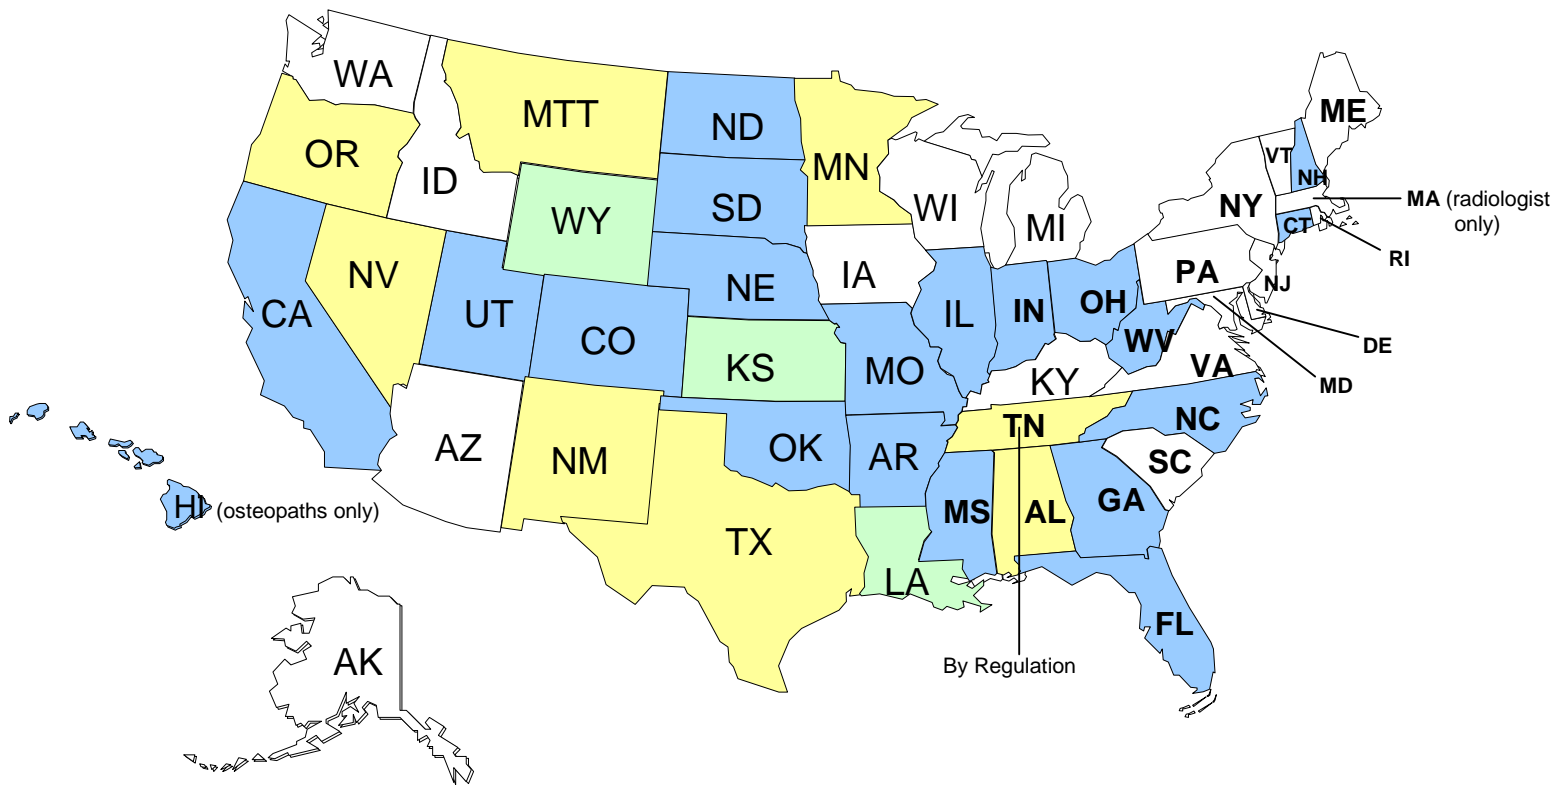 WA
MTT
ND
MN
ME
OR
ID
WY
SD
WI
MI
VT
NH
NY
MA (radiologist
only)
CT
RI
NV
UT
CO
NE
IA
IL
IN
OH
PA
NJ
CA
KS
MO
WV
VA
DE
MD
KY
AZ
NM
OK
AR
TN
NC
SC
HI (osteopaths only)
TX
LA
MS
AL
GA
FL
AK
By Regulation